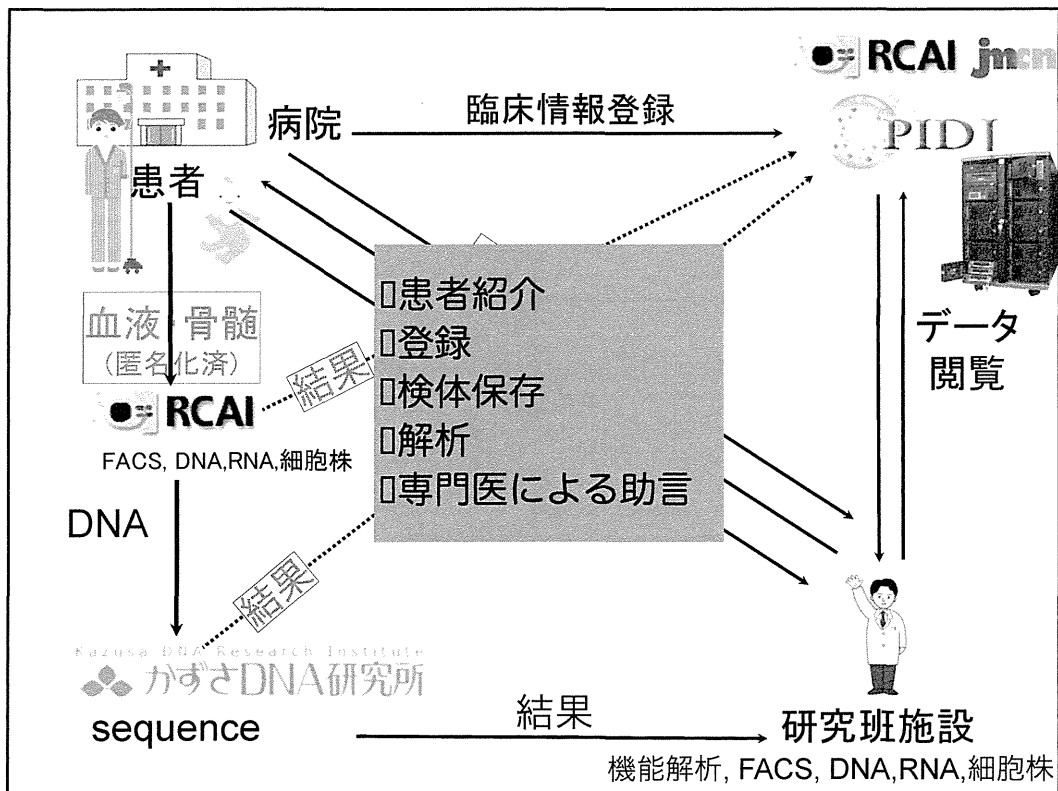 RCAI jmcn
病院
臨床情報登録
PIDJ
患者
血液・骨髄
(匿名化済)
結果
RCAI
FACS, DNA,RNA,細胞株
DNA
患者紹介
登録
検体保存
解析
専門医による助言
データ
閲覧
結果
Kazusa DNA Research Institute
かずさDNA研究所
sequence
結果
研究班施設
機能解析, FACS, DNA,RNA,細胞株